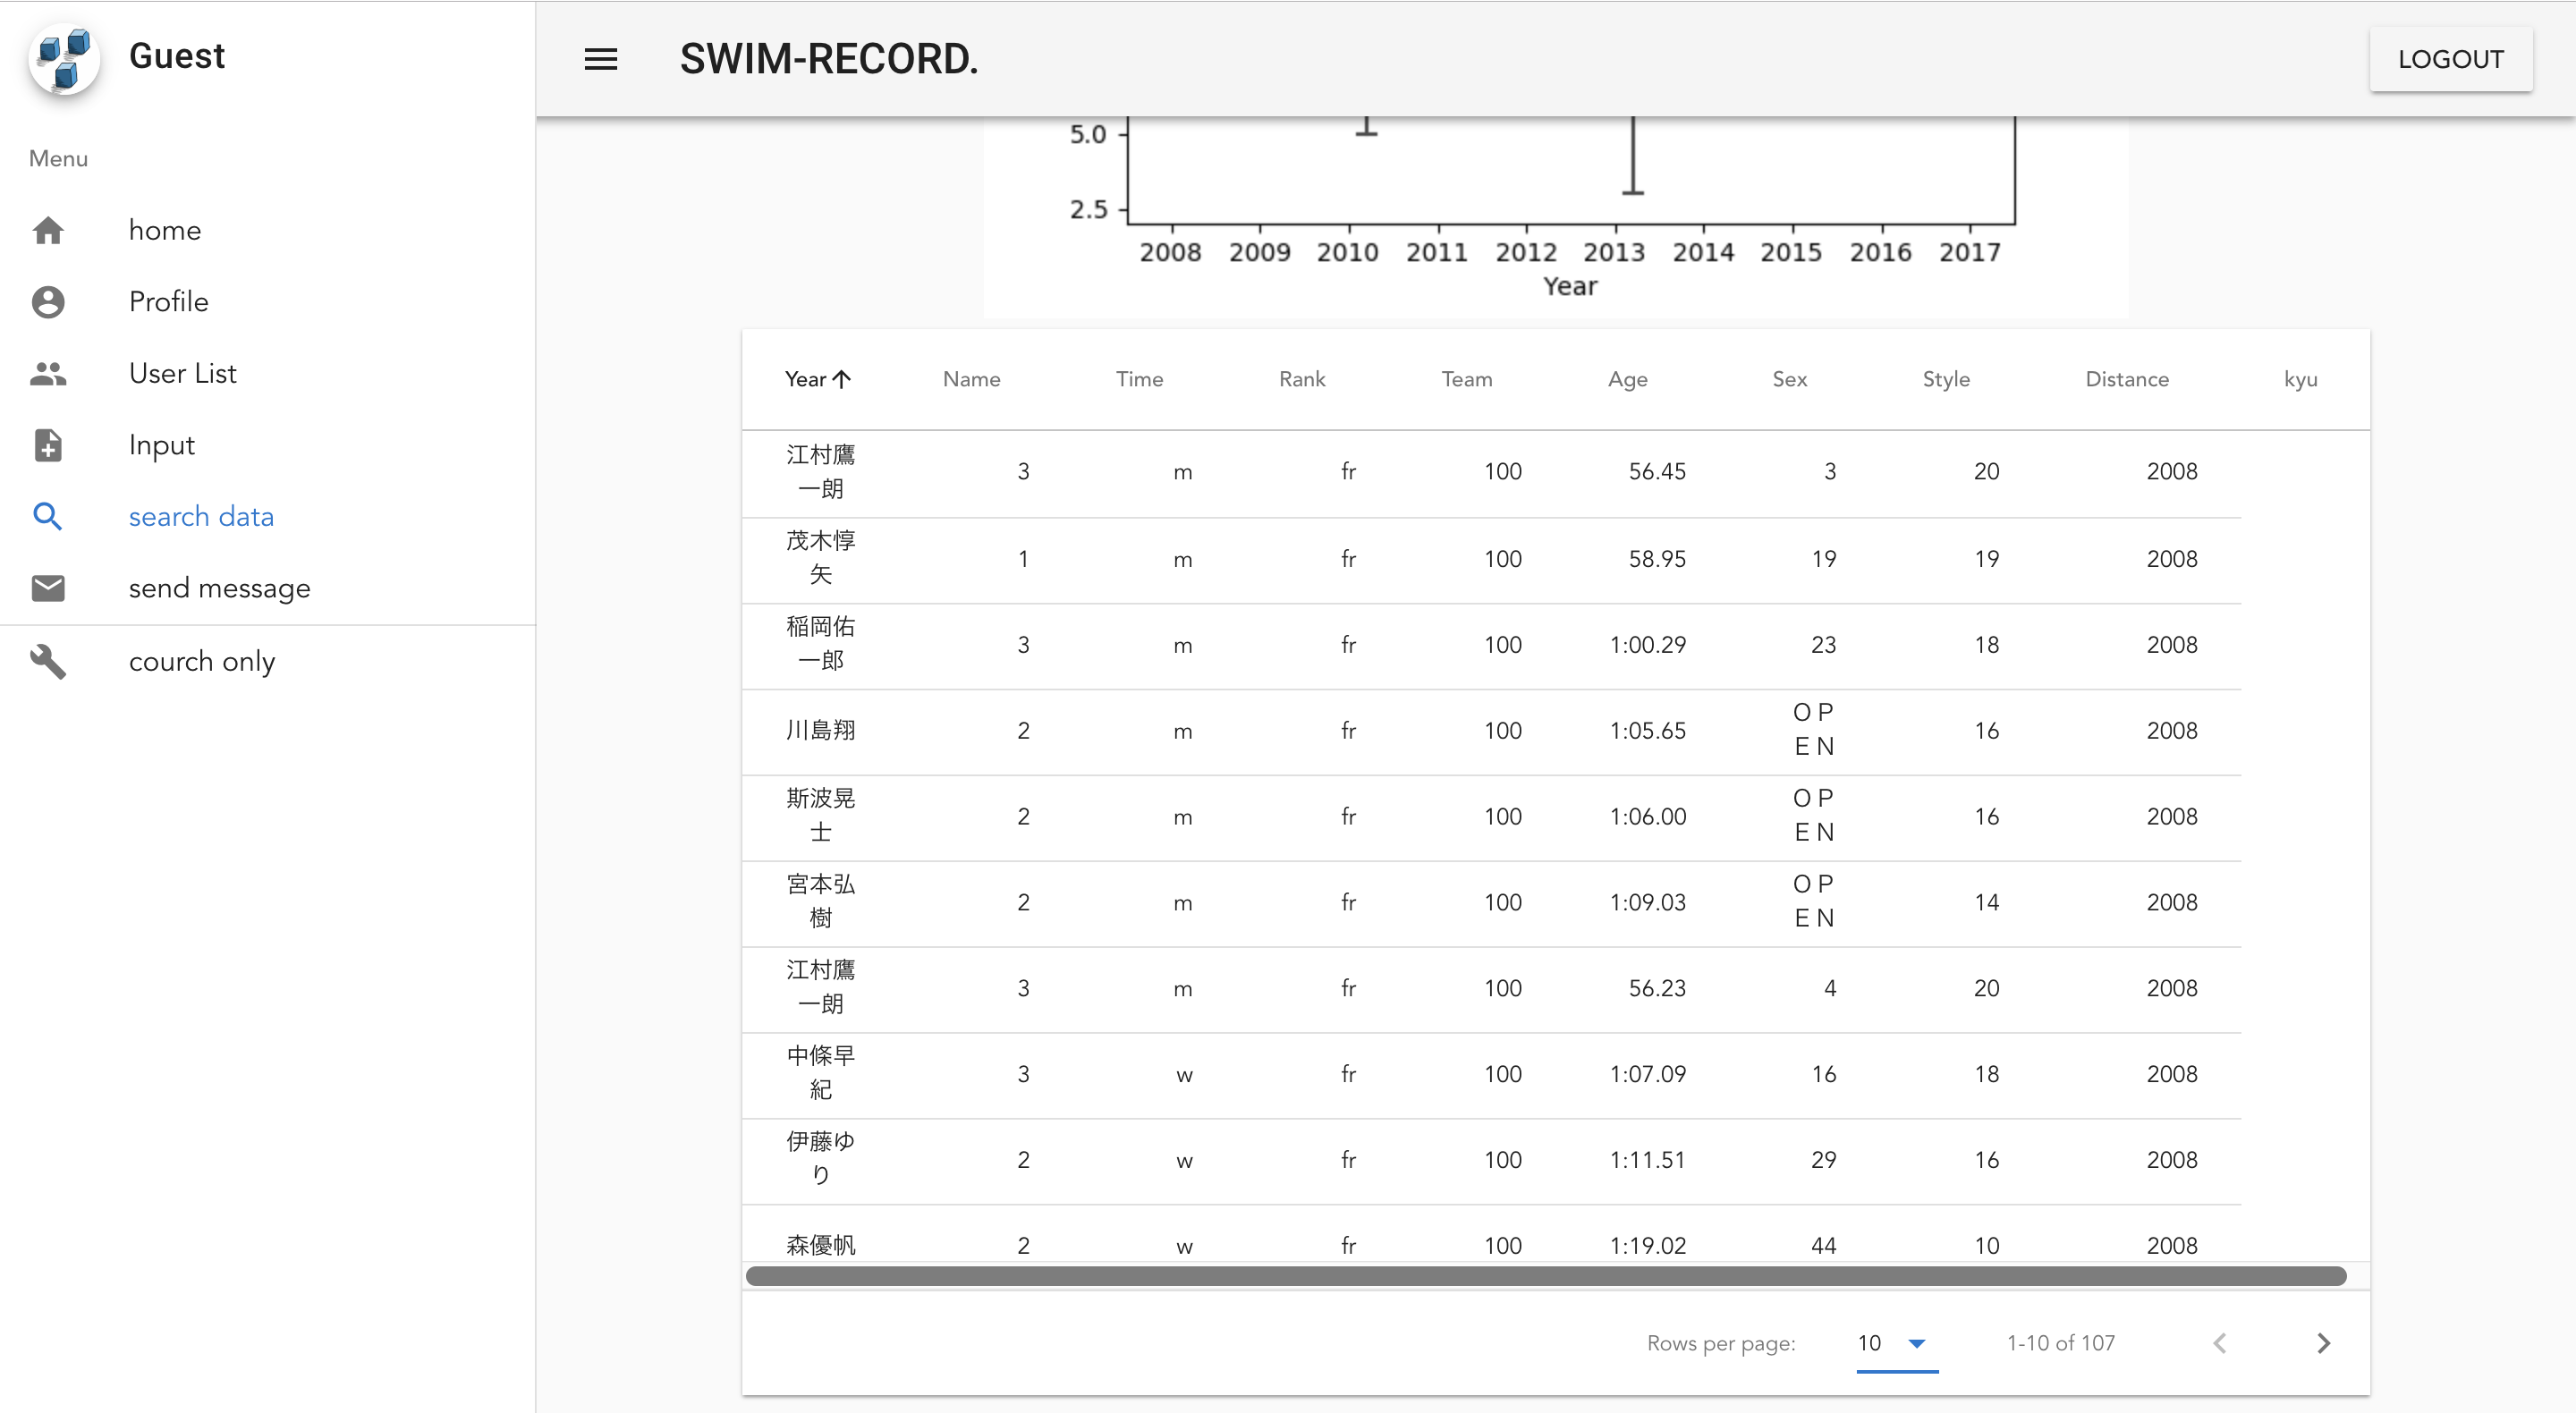 Guest
SWIM-RECORD.
LOGOUT
Menu
home
Profile
User List
Input
search data
send message
courch only
5.0
2.5
2008 2009 2010 2011 2012 2013 2014 2015 2016 2017
Year
Year Name Time Rank Team Age Sex Style Distance kyu
江村鷹
一朗 3 m fr 100 56.45 3 20 2008
茂木惇
矢 1 m fr 100 58.95 19 19 2008
稲岡佑
一郎 3 m fr 100 1:00.29 23 18 2008
川島翔 2 m fr 100 1:05.65 O P
E N 16 2008
斯波晃
士 2 m fr 100 1:06.00 O P
E N 16 2008
宮本弘
樹 2 m fr 100 1:09.03 O P
E N 14 2008
江村鷹
一朗 3 m fr 100 56.23 4 20 2008
中條早
紀 3 w fr 100 1:07.09 16 18 2008
伊藤ゆ
り 2 w fr 100 1:11.51 29 16 2008
森優帆 2 w fr 100 1:19.02 44 10 2008
Rows per page: 10 1-10 of 107